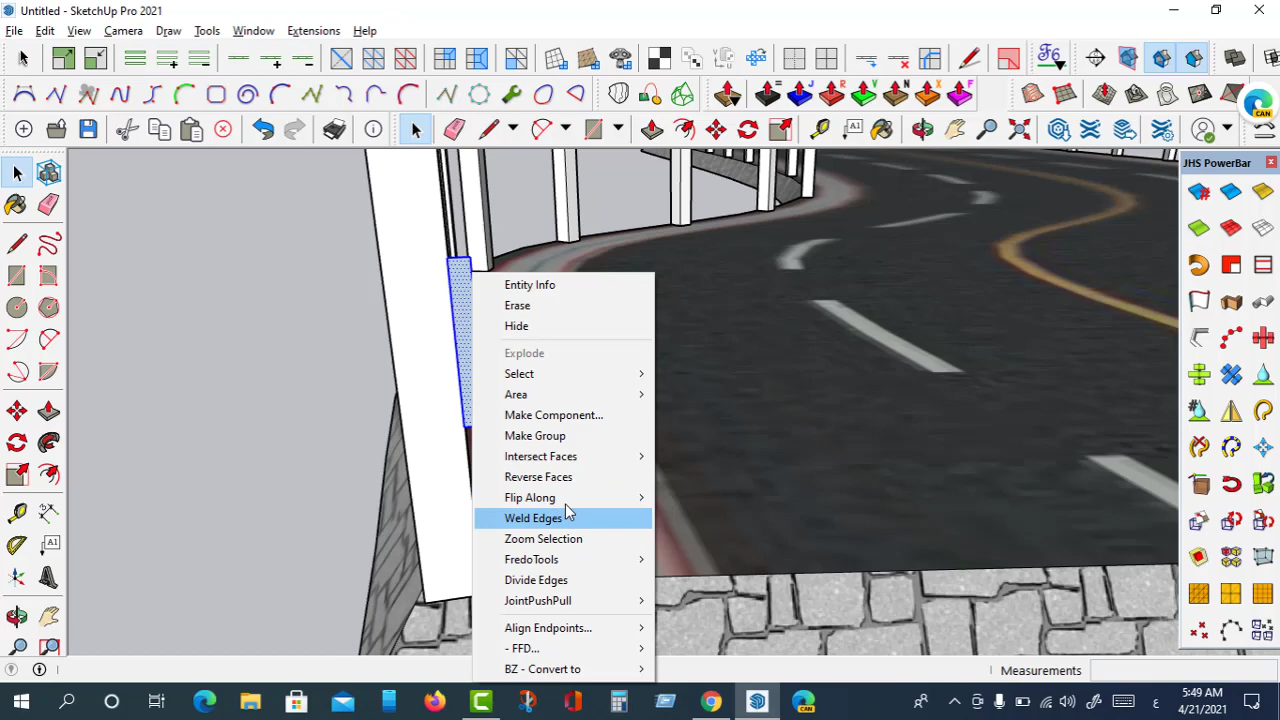 Untitled - SketchUp Pro 2021
File Edit View Camera Draw Tools Window Extensions Help
JHS PowerBar
Entity Info
Erase
Hide
Explode
Select
Area
Make Component...
Make Group
Intersect Faces
Reverse Faces
Flip Along
Weld Edges
Zoom Selection
FredoTools
Divide Edges
JointPushPull
Align Endpoints...
- FFD...
BZ - Convert to
Measurements
5:49 AM
4/21/2021